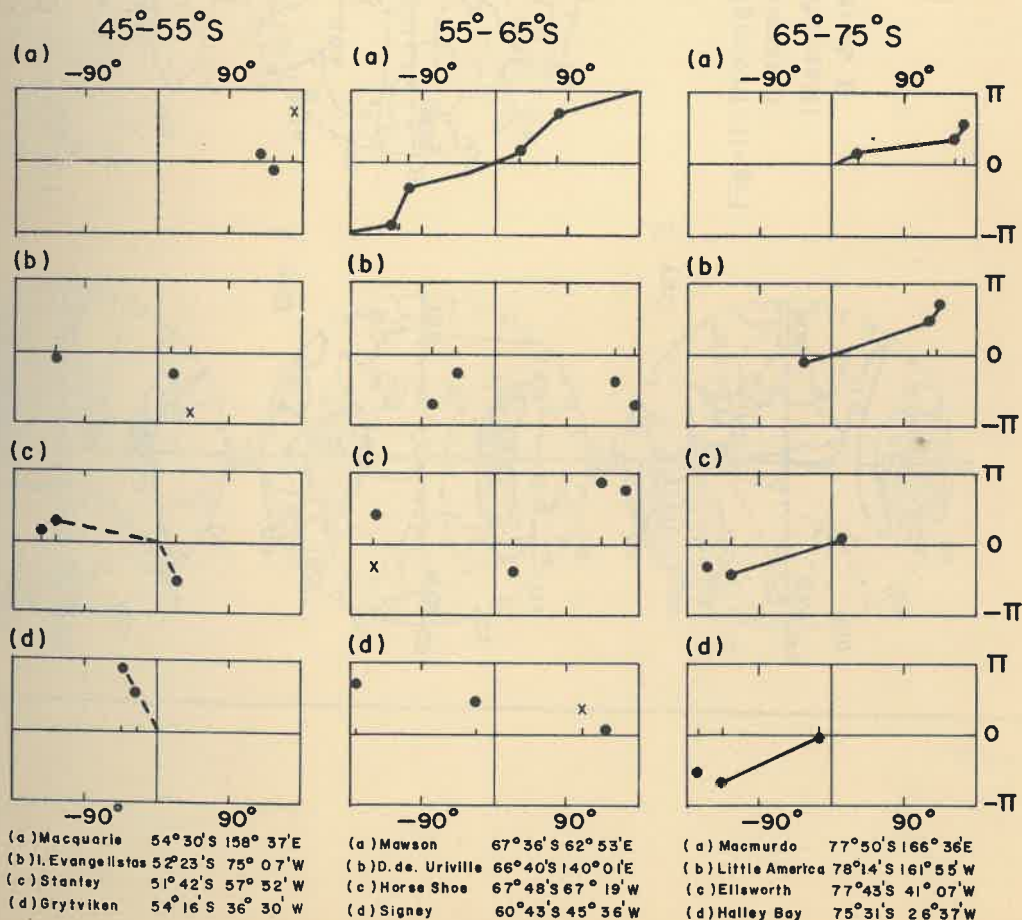 45°-55°S 55°-65°S 65°-75°S
(a) (a) (a)
-90° 90° -90° 90° -90° 90°
π
0
-π
(b) (b) (b)
π
0
-π
(c) (c) (c)
π
0
-π
(d) (d) (d)
π
0
-π
-90° 90° -90° 90° -90° 90°
(a) Macquarie 54°30'S 158° 37'E
(b) I. Evangelistas 52°23'S 75° 07'W
(c) Stanley 51°42'S 57° 52'W
(d) Grytviken 54°16'S 36° 30'W
(a) Mawson 67°36'S 62°53'E
(b) D. de. Uriville 66°40'S 140°01'E
(c) Horse Shoe 67°48'S 67° 19'W
(d) Signey 60°43'S 45°36'W
(a) Macmurdo 77°50'S 166°36'E
(b) Little America 78°14'S 161°55'W
(c) Ellsworth 77°43'S 41°07'W
(d) Halley Bay 75°31'S 26°37'W